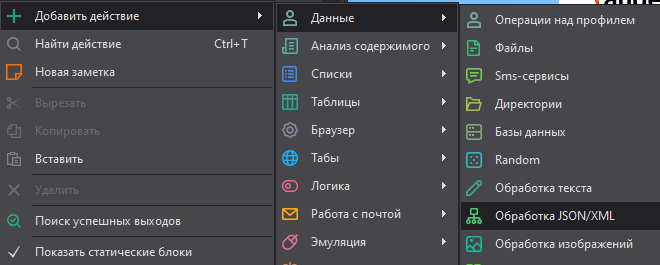 Добавить действие
Найти действие Ctrl+T
Новая заметка
Вырезать
Копировать
Вставить
Удалить
Поиск успешных выходов
Показать статические блоки
Данные
Анализ содержимого
Списки
Таблицы
Браузер
Табы
Логика
Работа с почтой
Эмуляция
Операции над профилем
Файлы
Sms-сервисы
Директории
Базы данных
Random
Обработка текста
Обработка JSON/XML
Обработка изображений